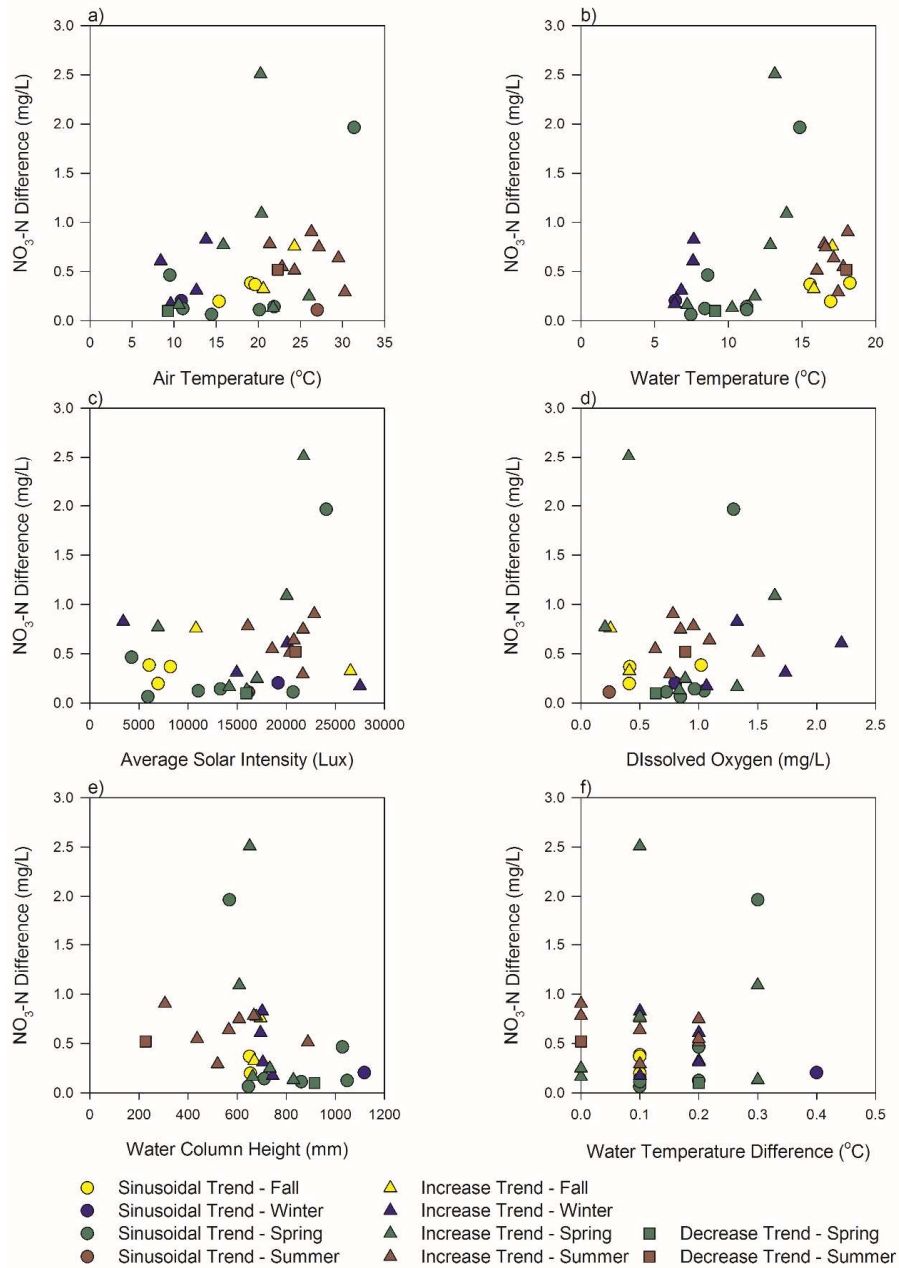 a)
b)
3.0
2.5
2.0
1.5
1.0
0.5
0.0
NO3-N Difference (mg/L)
0 5 10 15 20 25 30 35
Air Temperature (oC)
3.0
2.5
2.0
1.5
1.0
0.5
0.0
NO3-N Difference (mg/L)
0 5 10 15 20
Water Temperature (oC)
c)
d)
3.0
2.5
2.0
1.5
1.0
0.5
0.0
NO3-N Difference (mg/L)
0 5000 10000 15000 20000 25000 30000
Average Solar Intensity (Lux)
3.0
2.5
2.0
1.5
1.0
0.5
0.0
NO3-N Difference (mg/L)
0.0 0.5 1.0 1.5 2.0 2.5
DIssolved Oxygen (mg/L)
e)
f)
3.0
2.5
2.0
1.5
1.0
0.5
0.0
NO3-N Difference (mg/L)
0 200 400 600 800 1000 1200
Water Column Height (mm)
3.0
2.5
2.0
1.5
1.0
0.5
0.0
NO3-N Difference (mg/L)
0.0 0.1 0.2 0.3 0.4 0.5
Water Temperature Difference (oC)
Sinusoidal Trend - Fall
Sinusoidal Trend - Winter
Sinusoidal Trend - Spring
Sinusoidal Trend - Summer
Increase Trend - Fall
Increase Trend - Winter
Increase Trend - Spring
Increase Trend - Summer
Decrease Trend - Spring
Decrease Trend - Summer